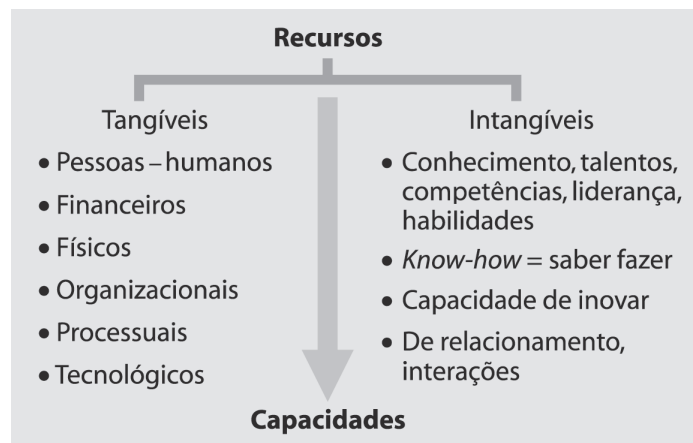 Recursos
Tangíveis
• Pessoas – humanos
• Financeiros
• Físicos
• Organizacionais
• Processuais
• Tecnológicos
Intangíveis
• Conhecimento, talentos,
competências, liderança,
habilidades
• Know-how = saber fazer
• Capacidade de inovar
• De relacionamento,
interações
Capacidades